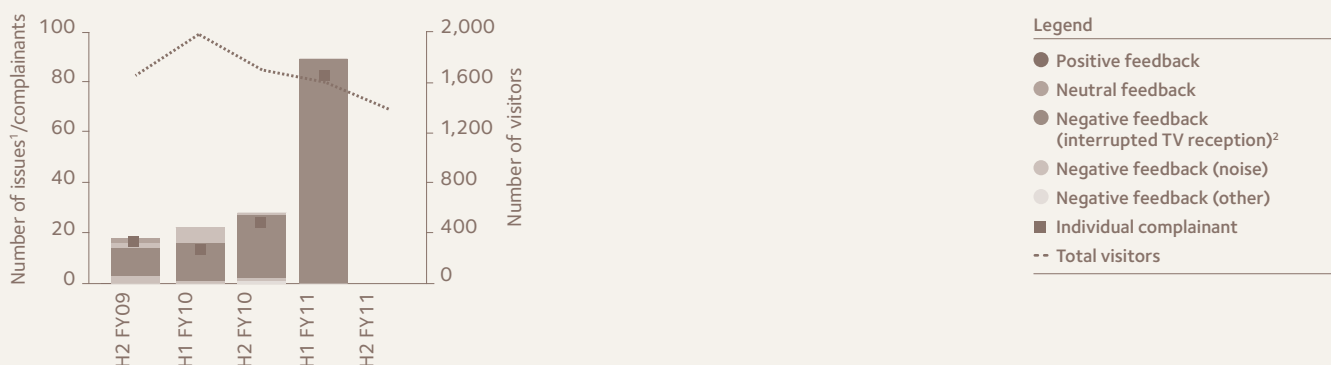 Number of issues¹/complainants
100
80
60
40
20
0
2,000
1,600
1,200
800
400
0
Number of visitors
H2 FY09
H1 FY10
H2 FY10
H1 FY11
H2 FY11
Legend
Positive feedback
Neutral feedback
Negative feedback
(interrupted TV reception)²
Negative feedback (noise)
Negative feedback (other)
Individual complainant
Total visitors